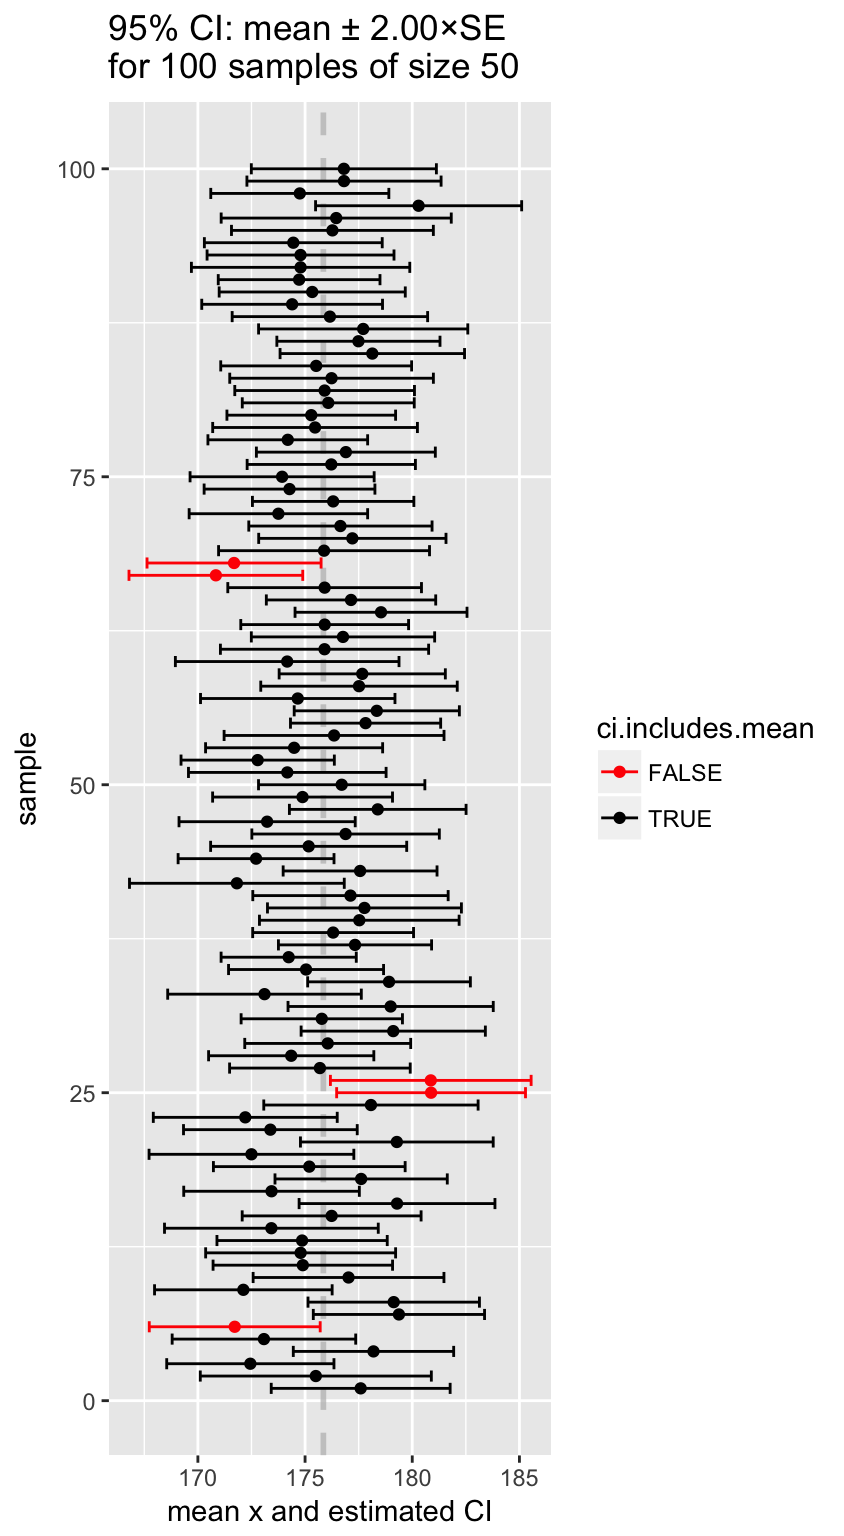 95% CI: mean ± 2.00×SE
for 100 samples of size 50
100
75
50
25
0
sample
170 175 180 185
mean x and estimated CI
ci.includes.mean
FALSE
TRUE